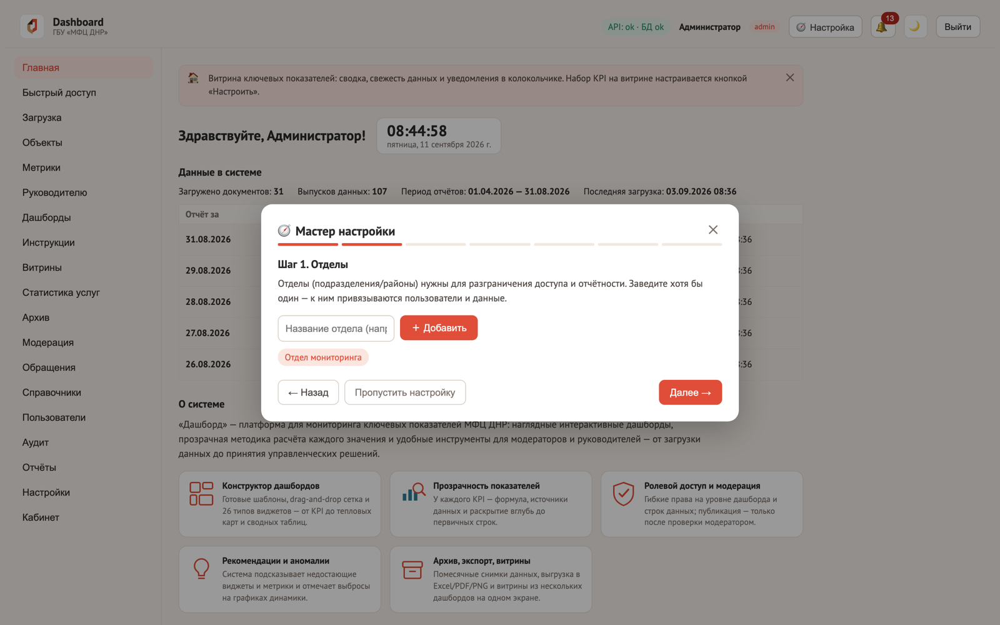 Dashboard
ГБУ «МФЦ ДНР»
API: ok · БД ok
Администратор
admin
Настройка
13
Выйти
Главная
Быстрый доступ
Загрузка
Объекты
Метрики
Руководителю
Дашборды
Инструкции
Витрины
Статистика услуг
Архив
Модерация
Обращения
Справочники
Пользователи
Аудит
Отчёты
Настройки
Кабинет
Витрина ключевых показателей: сводка, свежесть данных и уведомления в колокольчике. Набор KPI на витрине настраивается кнопкой
«Настроить».
Здравствуйте, Администратор!
08:44:58
пятница, 11 сентября 2026 г.
Данные в системе
Загружено документов: 31 Выпусков данных: 107 Период отчётов: 01.04.2026 — 31.08.2026 Последняя загрузка: 03.09.2026 08:36
Отчёт за
31.08.2026 :36
29.08.2026 :36
28.08.2026 :36
27.08.2026 :36
26.08.2026 :36
Мастер настройки
Шаг 1. Отделы
Отделы (подразделения/районы) нужны для разграничения доступа и отчётности. Заведите хотя бы
один — к ним привязываются пользователи и данные.
Название отдела (напр
+ Добавить
Отдел мониторинга
← Назад
Пропустить настройку
Далее →
О системе
«Дашборд» — платформа для мониторинга ключевых показателей МФЦ ДНР: наглядные интерактивные дашборды,
прозрачная методика расчёта каждого значения и удобные инструменты для модераторов и руководителей — от загрузки
данных до принятия управленческих решений.
Конструктор дашбордов
Готовые шаблоны, drag-and-drop сетка и
26 типов виджетов — от KPI до тепловых
карт и сводных таблиц.
Прозрачность показателей
У каждого KPI — формула, источники
данных и раскрытие вглубь до
первичных строк.
Ролевой доступ и модерация
Гибкие права на уровне дашборда и
строк данных; публикация — только
после проверки модератором.
Рекомендации и аномалии
Система подсказывает недостающие
виджеты и метрики и отмечает выбросы
на графиках динамики.
Архив, экспорт, витрины
Помесячные снимки данных, выгрузка в
Excel/PDF/PNG и витрины из нескольких
дашбордов на одном экране.